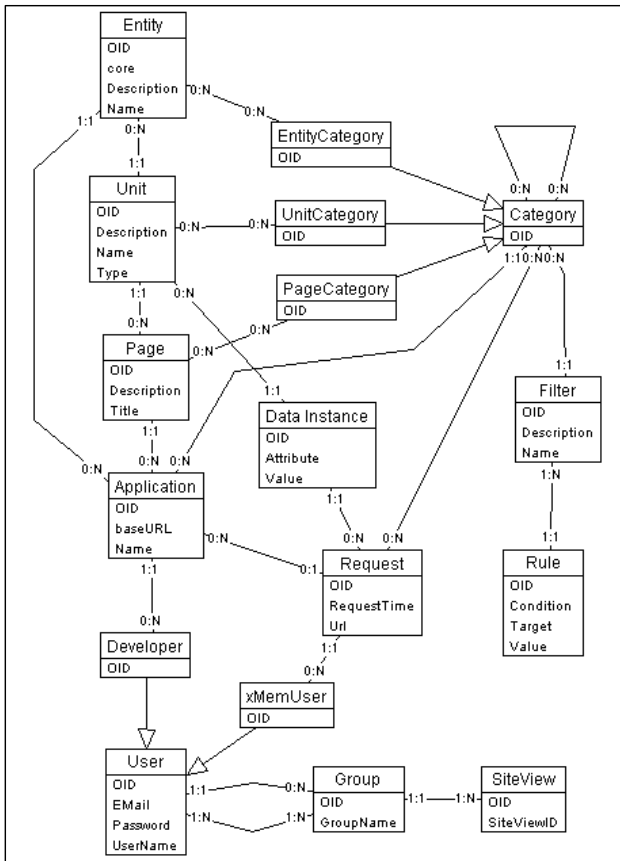 Entity
OID
core
Description
Name
1:1
0:N
0:N
0:N
1:1
EntityCategory
OID
Unit
OID
Description
Name
Type
0:N
0:N
UnitCategory
OID
0:N
0:N
Category
OID
1:1
0:N
0:N
1:1
0:N
0:N
PageCategory
OID
0:N
0:N
Page
OID
Description
Title
1:1
1:1
Data Instance
OID
Attribute
Value
1:1
Filter
OID
Description
Name
1:N
0:N
0:N
0:N
Application
OID
baseURL
Name
1:1
0:N
0:1
1:1
0:N
0:N
Request
OID
RequestTime
Url
1:1
1:1
Rule
OID
Condition
Target
Value
0:N
Developer
OID
0:N
xMemUser
OID
User
OID
EMail
Password
UserName
1:1
0:N
1:N
1:N
Group
OID
GroupName
1:1
1:N
SiteView
OID
SiteViewID